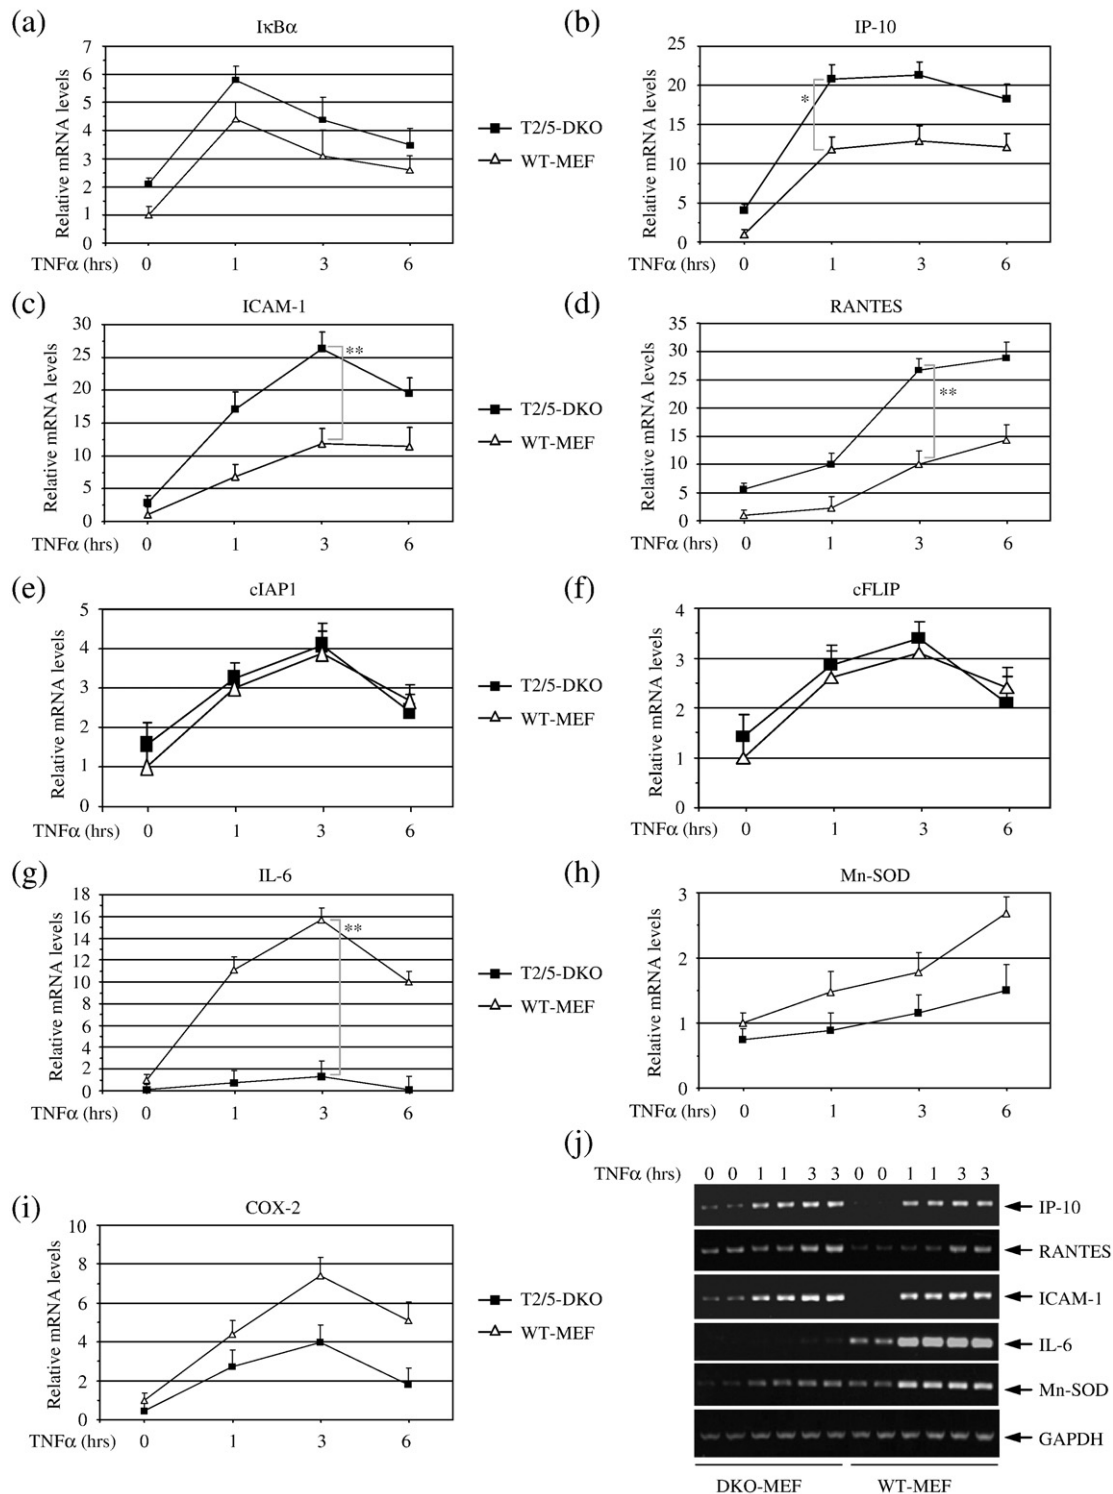 (a)
IκBα
Relative mRNA levels
7
6
5
4
3
2
1
0
TNFα (hrs) 0 1 3 6
T2/5-DKO
WT-MEF
(b)
IP-10
Relative mRNA levels
25
20
15
10
5
0
*
TNFα (hrs) 0 1 3 6
(c)
ICAM-1
Relative mRNA levels
30
25
20
15
10
5
0
**
TNFα (hrs) 0 1 3 6
T2/5-DKO
WT-MEF
(d)
RANTES
Relative mRNA levels
35
30
25
20
15
10
5
0
**
TNFα (hrs) 0 1 3 6
(e)
cIAP1
Relative mRNA levels
5
4
3
2
1
0
TNFα (hrs) 0 1 3 6
T2/5-DKO
WT-MEF
(f)
cFLIP
Relative mRNA levels
4
3
2
1
0
TNFα (hrs) 0 1 3 6
(g)
IL-6
Relative mRNA levels
18
16
14
12
10
8
6
4
2
0
**
TNFα (hrs) 0 1 3 6
T2/5-DKO
WT-MEF
(h)
Mn-SOD
Relative mRNA levels
3
2
1
0
TNFα (hrs) 0 1 3 6
(i)
COX-2
Relative mRNA levels
10
8
6
4
2
0
TNFα (hrs) 0 1 3 6
T2/5-DKO
WT-MEF
(j)
TNFα (hrs) 0 0 1 1 3 3 0 0 1 1 3 3
IP-10
RANTES
ICAM-1
IL-6
Mn-SOD
GAPDH
DKO-MEF WT-MEF